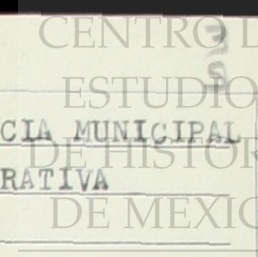 CENTRO D
ESTUDIO
CIA MUNICIPAL
DE HISTOR
RATIVA
DE MEXIC